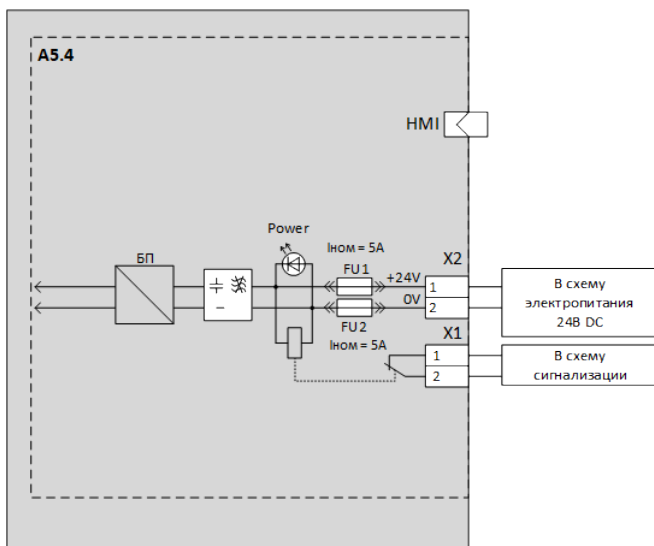 A5.4
HMI
Power
Iном = 5А
БП
FU1
+24V
X2
1
2
0V
FU2
Iном = 5А
X1
1
2
В схему
электропитания
24В DC
В схему
сигнализации